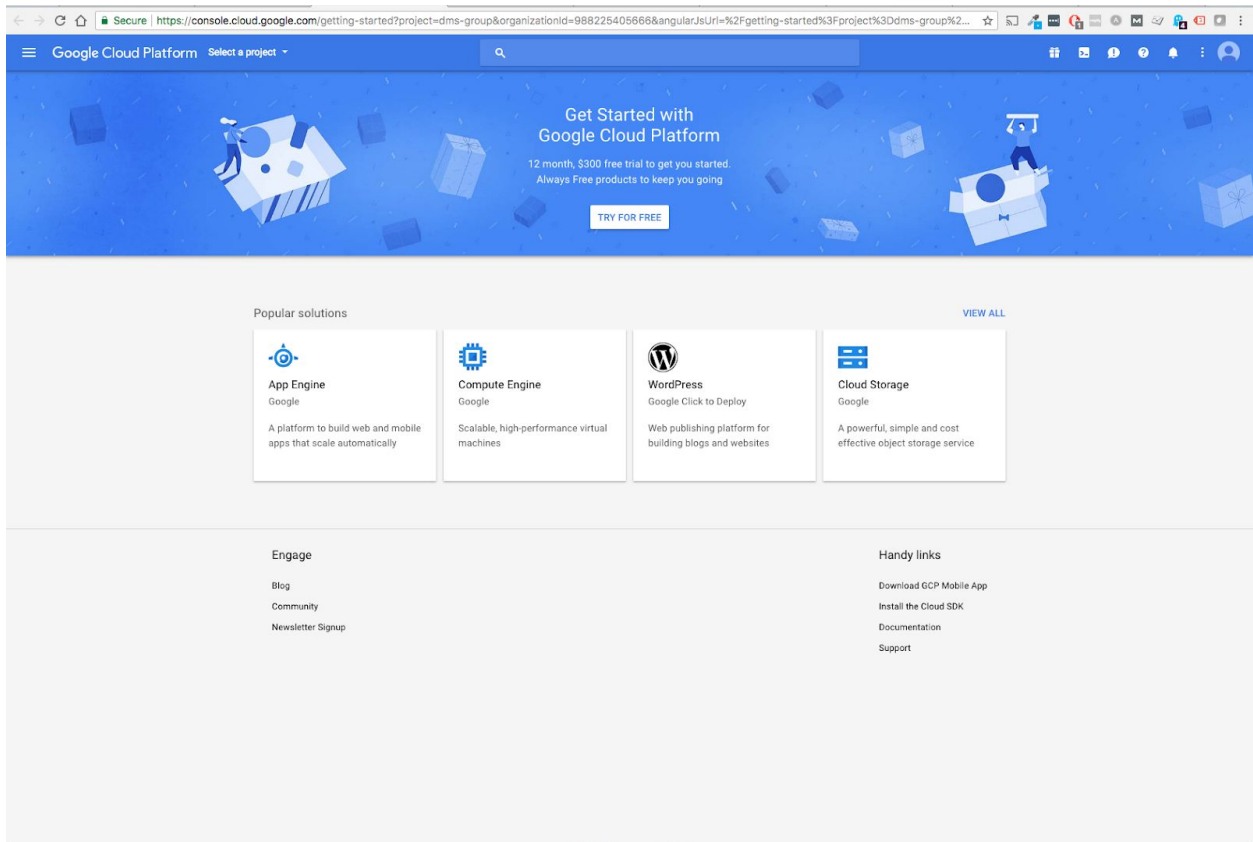 Secure | https://console.cloud.google.com/getting-started?project=dms-group&organizationId=988225405666&angularJsUrl=%2Fgetting-started%3Fproject%3Ddms-group%2...
Google Cloud Platform Select a project
Get Started with
Google Cloud Platform
12 month, $300 free trial to get you started.
Always Free products to keep you going
TRY FOR FREE
Popular solutions
VIEW ALL
App Engine
Google
A platform to build web and mobile
apps that scale automatically
Compute Engine
Google
Scalable, high-performance virtual
machines
WordPress
Google Click to Deploy
Web publishing platform for
building blogs and websites
Cloud Storage
Google
A powerful, simple and cost
effective object storage service
Engage
Blog
Community
Newsletter Signup
Handy links
Download GCP Mobile App
Install the Cloud SDK
Documentation
Support